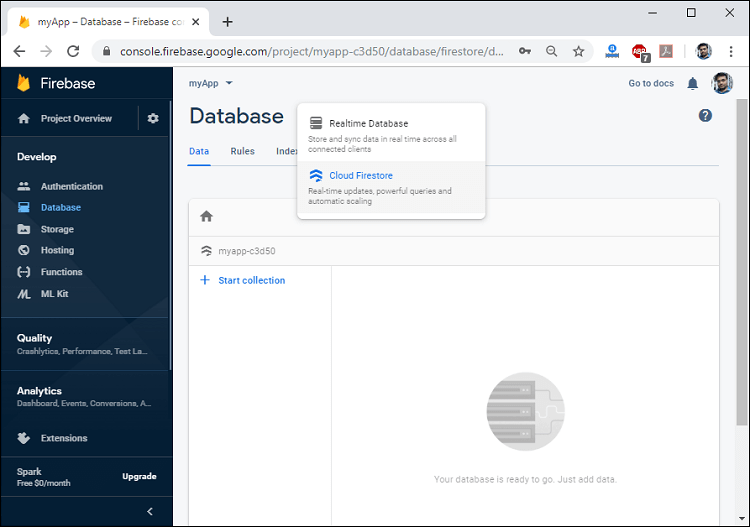 myApp – Database – Firebase co
console.firebase.google.com/project/myapp-c3d50/database/firestore/d...
ABP
7
Firebase
myApp
Go to docs
Project Overview
Database
Realtime Database
Store and sync data in real time across all
connected clients
Develop
Data
Rules
Index
Cloud Firestore
Real-time updates, powerful queries and
automatic scaling
Authentication
Database
Storage
Hosting
Functions
ML Kit
myapp-c3d50
Start collection
Quality
Crashlytics, Performance, Test La...
Analytics
Dashboard, Events, Conversions, A...
Extensions
Spark
Free $0/month
Upgrade
Your database is ready to go. Just add data.